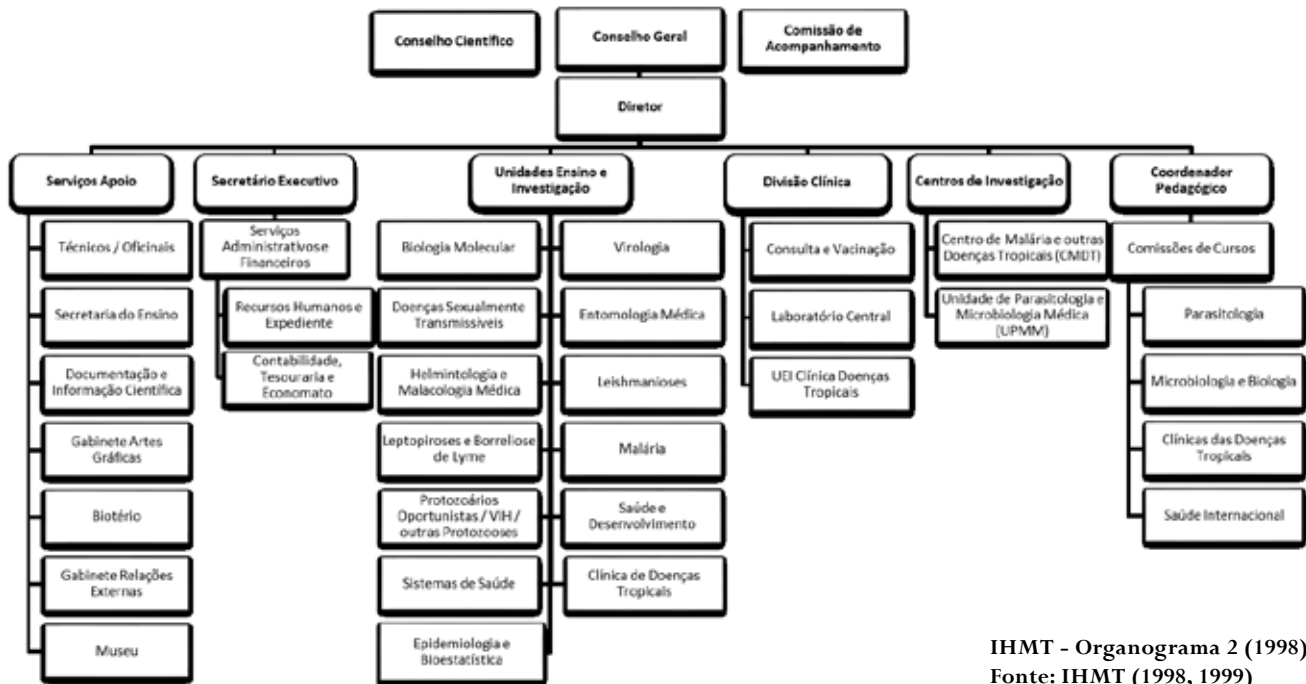 Conselho Científico
Conselho Geral
Comissão de
Acompanhamento
Diretor
Serviços Apoio
Técnicos / Oficinais
Secretaria do Ensino
Documentação e
Informação Científica
Gabinete Artes
Gráficas
Biotério
Gabinete Relações
Externas
Museu
Secretário Executivo
Serviços
Administrativos e
Financeiros
Recursos Humanos e
Expediente
Contabilidade,
Tesouraria e
Economato
Unidades Ensino e
Investigação
Biologia Molecular
Virologia
Doenças Sexualmente
Transmissíveis
Entomologia Médica
Helmintologia e
Malacologia Médica
Leishmanioses
Leptopiroses e Borreliose
de Lyme
Malária
Protozoários
Oportunistas / VIH /
outras Protozooses
Saúde e
Desenvolvimento
Sistemas de Saúde
Clínica de Doenças
Tropicais
Epidemiologia e
Bioestatística
Divisão Clínica
Consulta e Vacinação
Laboratório Central
UEI Clínica Doenças
Tropicais
Centros de Investigação
Centro de Malária e outras
Doenças Tropicais (CMDT)
Unidade de Parasitologia e
Microbiologia Médica
(UPMM)
Coordenador
Pedagógico
Comissões de Cursos
Parasitologia
Microbiologia e Biologia
Clínicas das Doenças
Tropicais
Saúde Internacional
IHMT - Organograma 2 (1998)
Fonte: IHMT (1998, 1999)